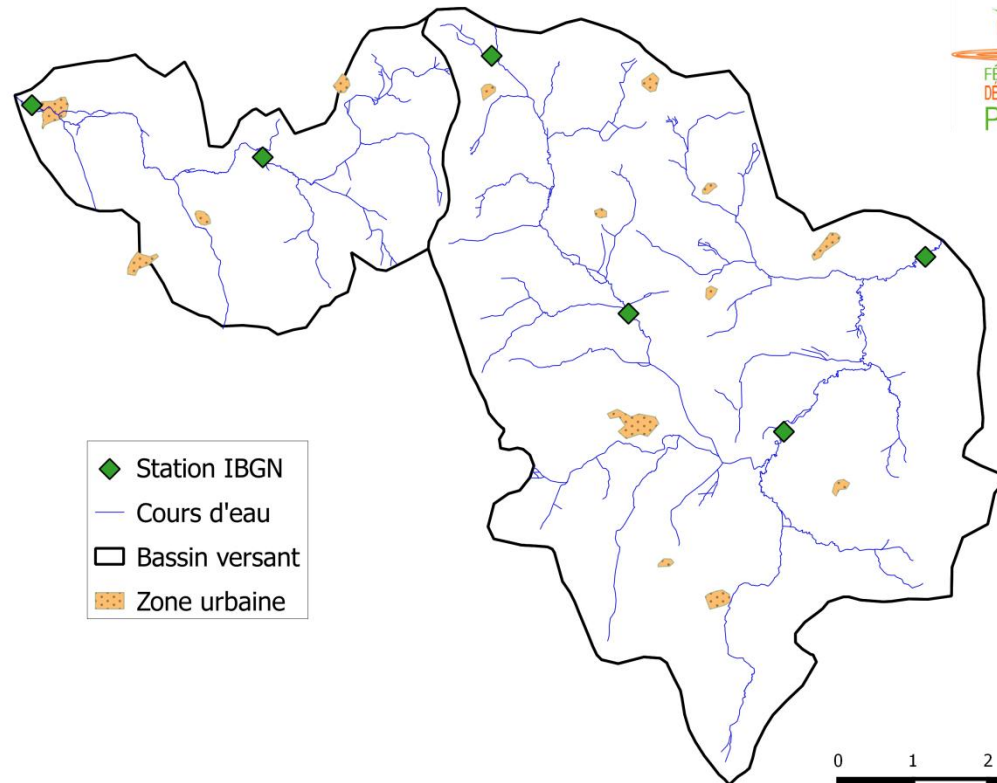 Station IBGN
Cours d'eau
Bassin versant
Zone urbaine
0 1 2